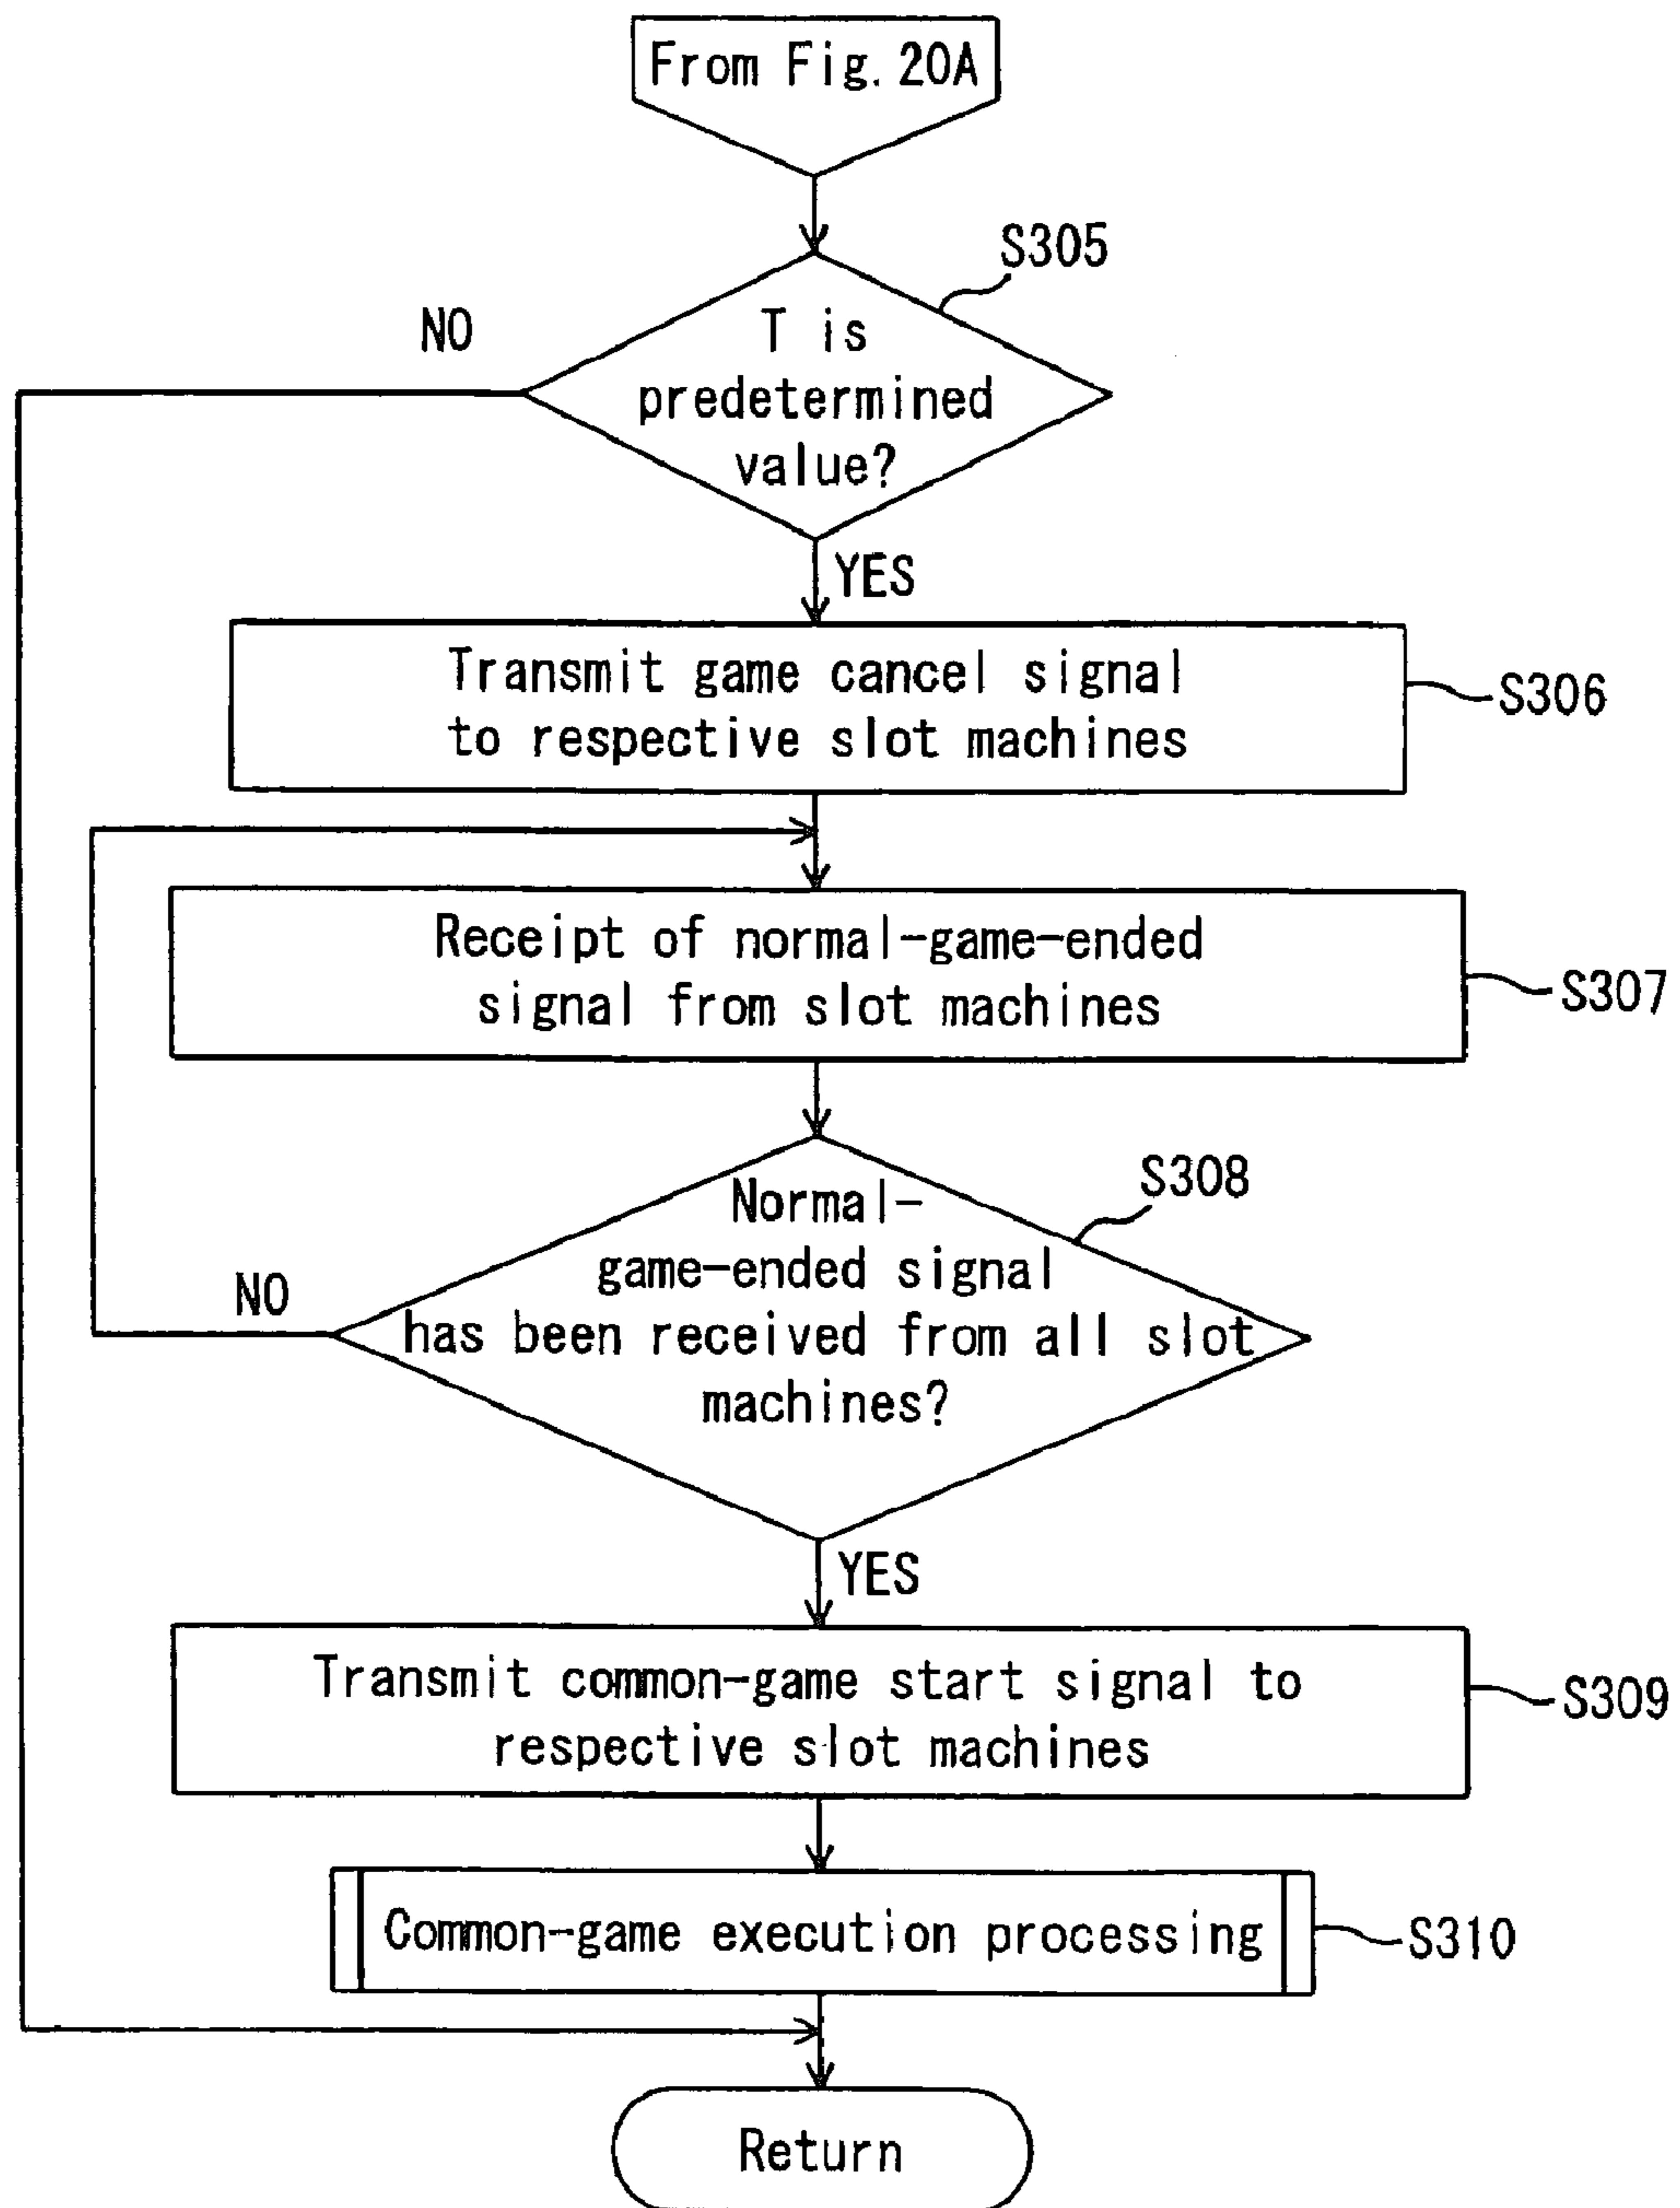 From Fig. 20A
S305
NO
T is
predetermined
value?
YES
Transmit game cancel signal
to respective slot machines
S306
Receipt of normal-game-ended
signal from slot machines
S307
S308
Normal-
game-ended signal
has been received from all slot
machines?
NO
YES
Transmit common-game start signal to
respective slot machines
S309
Common-game execution processing
S310
Return